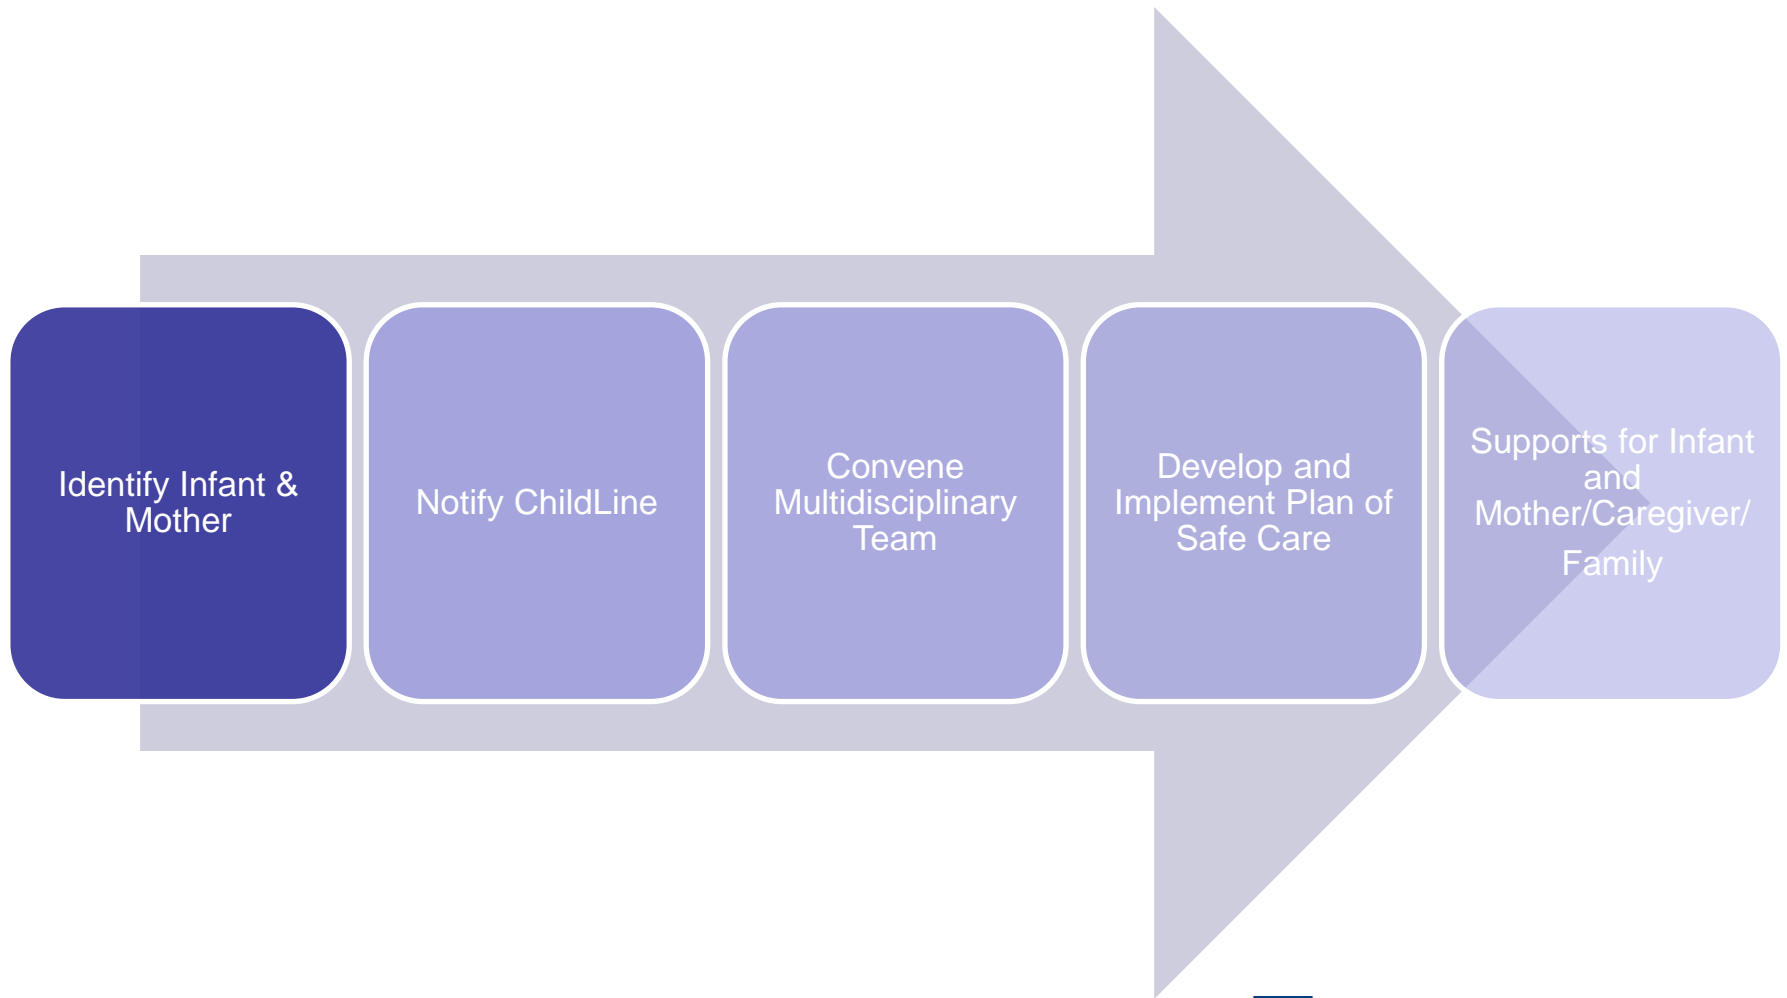 Identify Infant &
Mother
Notify ChildLine
Convene
Multidisciplinary
Team
Develop and
Implement Plan of
Safe Care
Supports for Infant
and
Mother/Caregiver/
Family